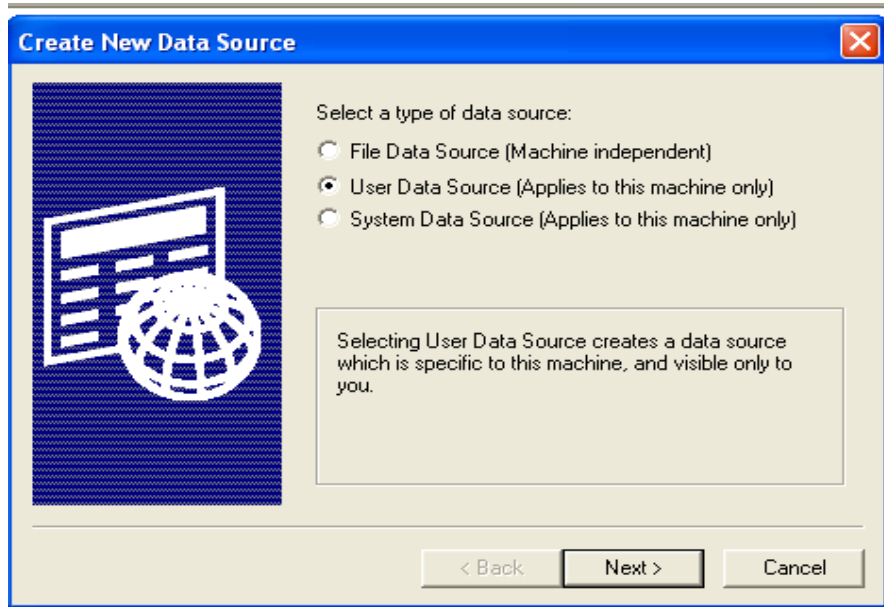 Create New Data Source
Select a type of data source:
File Data Source (Machine independent)
User Data Source (Applies to this machine only)
System Data Source (Applies to this machine only)
Selecting User Data Source creates a data source
which is specific to this machine, and visible only to
you.
< Back
Next >
Cancel